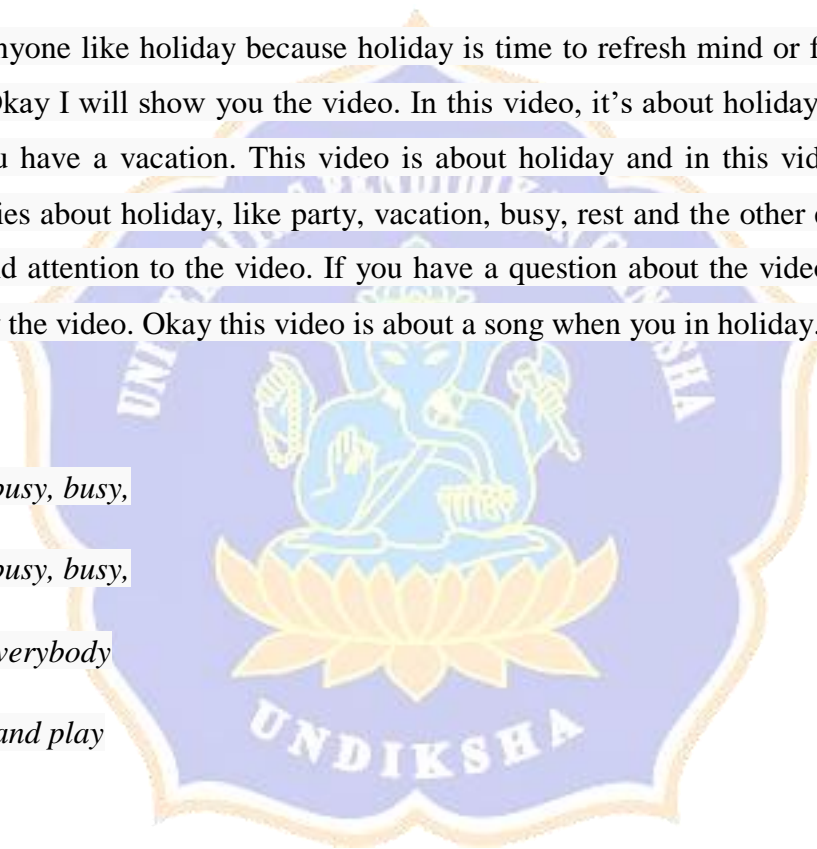 nyone like holiday because holiday is time to refresh mind or f
Okay I will show you the video. In this video, it’s about holiday
u have a vacation. This video is about holiday and in this vid
ies about holiday, like party, vacation, busy, rest and the other
d attention to the video. If you have a question about the vide
the video. Okay this video is about a song when you in holiday.
busy, busy,
busy, busy,
verybody
and play
UNDIKSHA